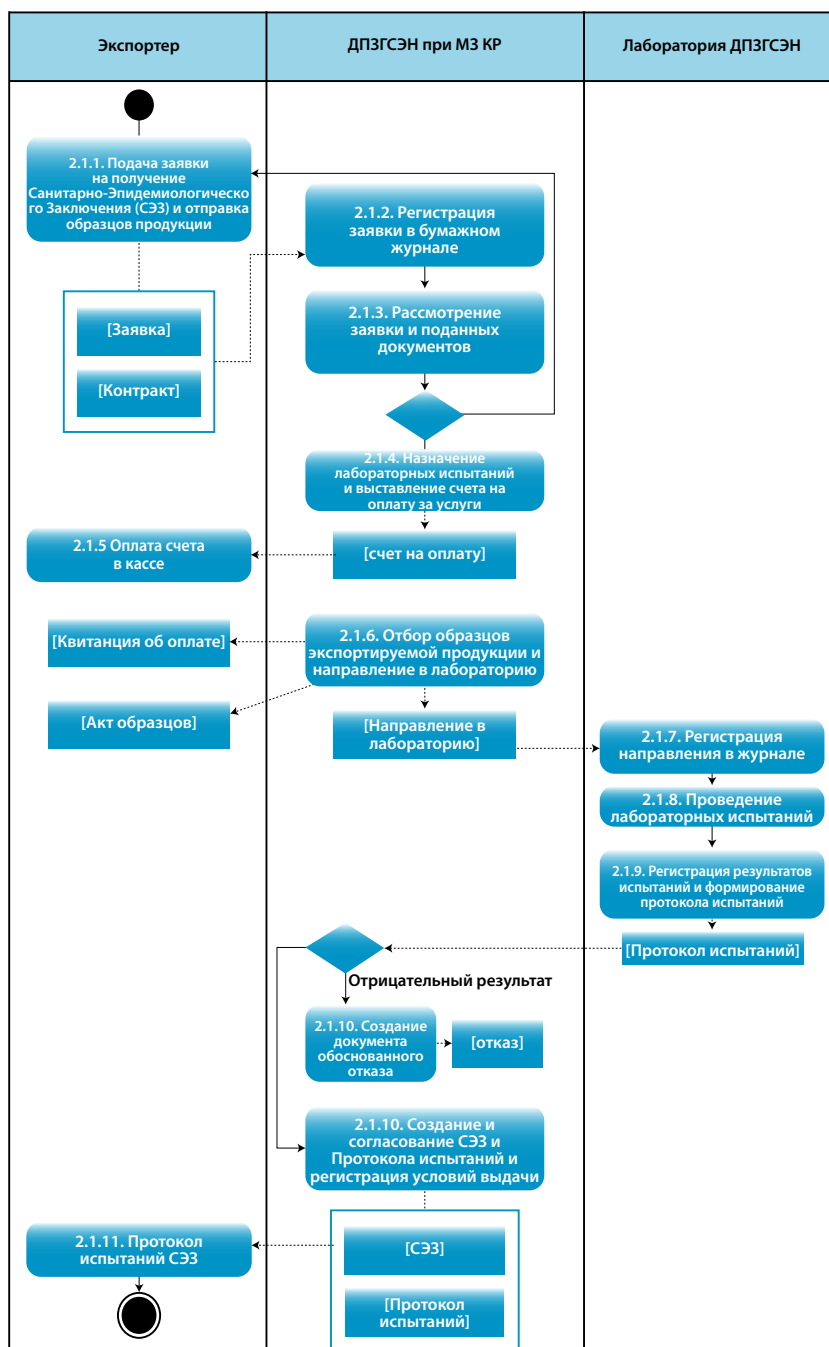 Экспортер
ДПЗГСЭН при МЗ КР
Лаборатория ДПЗГСЭН
2.1.1. Подача заявки
на получение
Санитарно-Эпидемиологическо
го Заключения (СЭЗ) и отправка
образцов продукции
[Заявка]
[Контракт]
2.1.2. Регистрация
заявки в бумажном
журнале
2.1.3. Рассмотрение
заявки и поданных
документов
2.1.4. Назначение
лабораторных испытаний
и выставление счета на
оплату за услуги
[счет на оплату]
2.1.5 Оплата счета
в кассе
2.1.6. Отбор образцов
экспортируемой продукции и
направление в лабораторию
[Квитанция об оплате]
[Акт образцов]
[Направление в
лабораторию]
2.1.7. Регистрация
направления в журнале
2.1.8. Проведение
лабораторных испытаний
2.1.9. Регистрация результатов
испытаний и формирование
протокола испытаний
[Протокол испытаний]
Отрицательный результат
2.1.10. Создание
документа
обоснованного
отказа
[отказ]
2.1.10. Создание и
согласование СЭЗ и
Протокола испытаний и
регистрация условий выдачи
[СЭЗ]
[Протокол
испытаний]
2.1.11. Протокол
испытаний СЭЗ